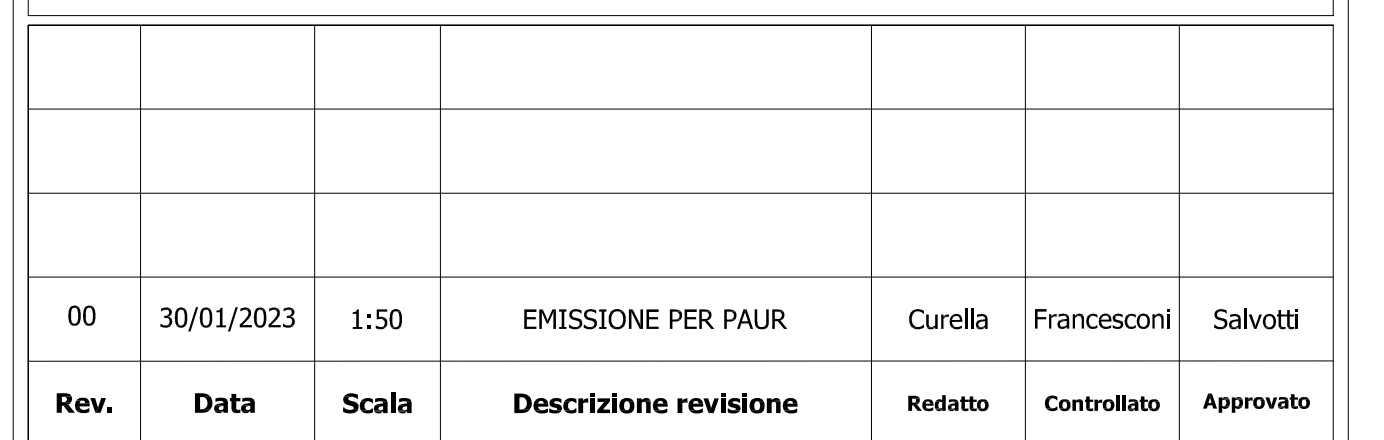 00 30/01/2023 1:50 EMISSIONE PER PAUR Curella Francesconi Salvotti
Rev. Data Scala Descrizione revisione Redatto Controllato Approvato